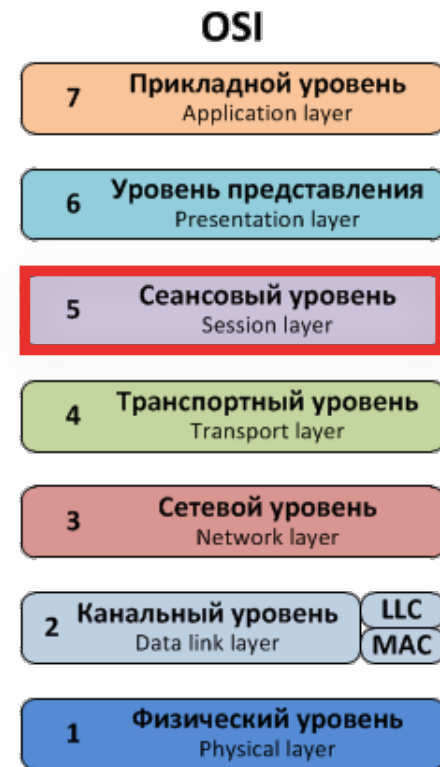 OSI
7 Прикладной уровень
Application layer
6 Уровень представления
Presentation layer
5 Сеансовый уровень
Session layer
4 Транспортный уровень
Transport layer
3 Сетевой уровень
Network layer
2 Канальный уровень LLC
Data link layer MAC
1 Физический уровень
Physical layer